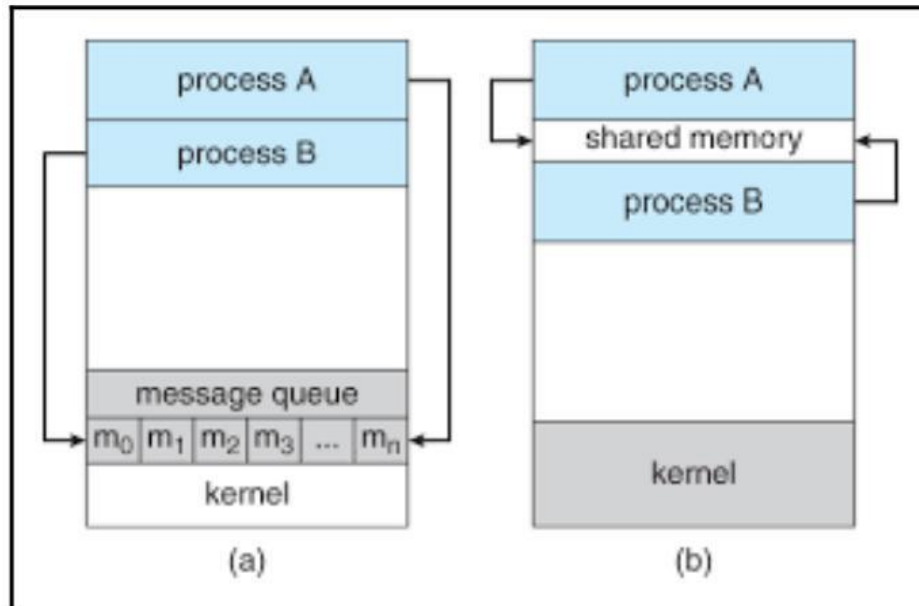 process A
process B
message queue
m₀ m₁ m₂ m₃ ... mₙ
kernel
(a)
process A
shared memory
process B
kernel
(b)